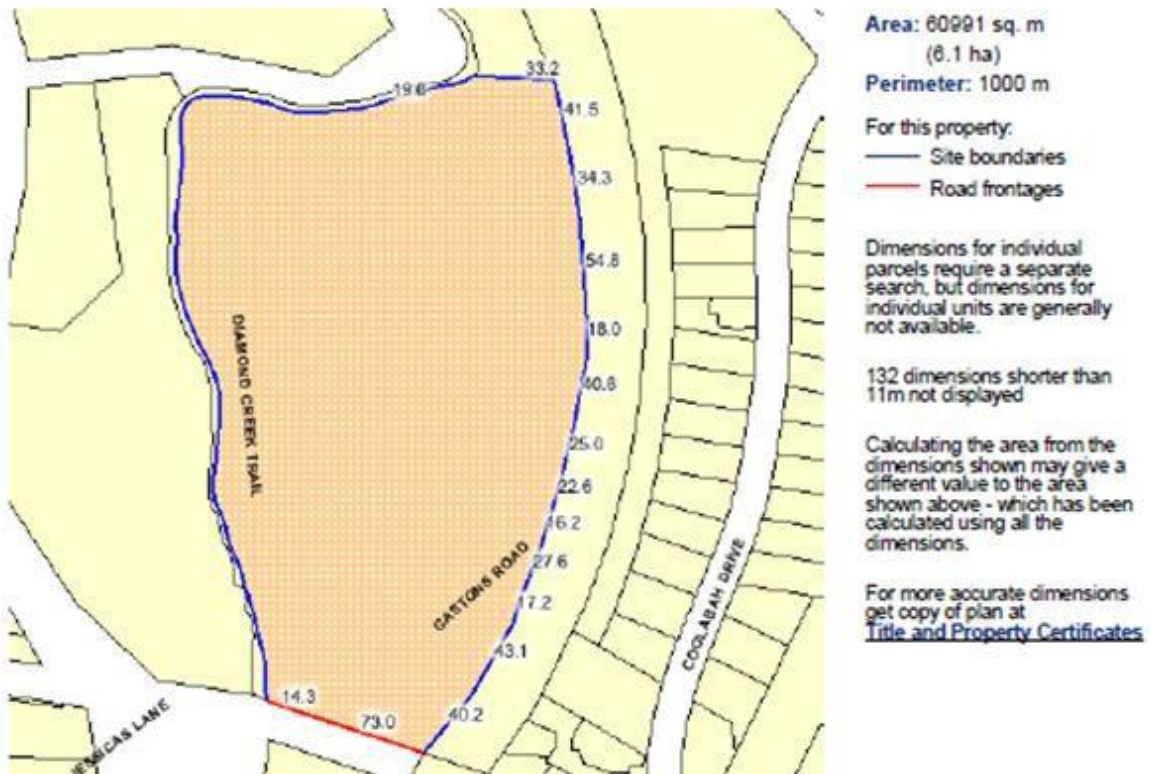 33.2
19.6
41.5
34.3
54.8
18.0
40.8
25.0
22.6
16.2
27.6
17.2
43.1
40.2
14.3
73.0
DIAMOND CREEK TRAIL
GASTONS ROAD
COOLABAH DRIVE
JESSICAS LANE
Area: 60991 sq. m
(6.1 ha)
Perimeter: 1000 m
For this property:
Site boundaries
Road frontages
Dimensions for individual
parcels require a separate
search, but dimensions for
individual units are generally
not available.
132 dimensions shorter than
11m not displayed
Calculating the area from the
dimensions shown may give a
different value to the area
shown above - which has been
calculated using all the
dimensions.
For more accurate dimensions
get copy of plan at
Title and Property Certificates